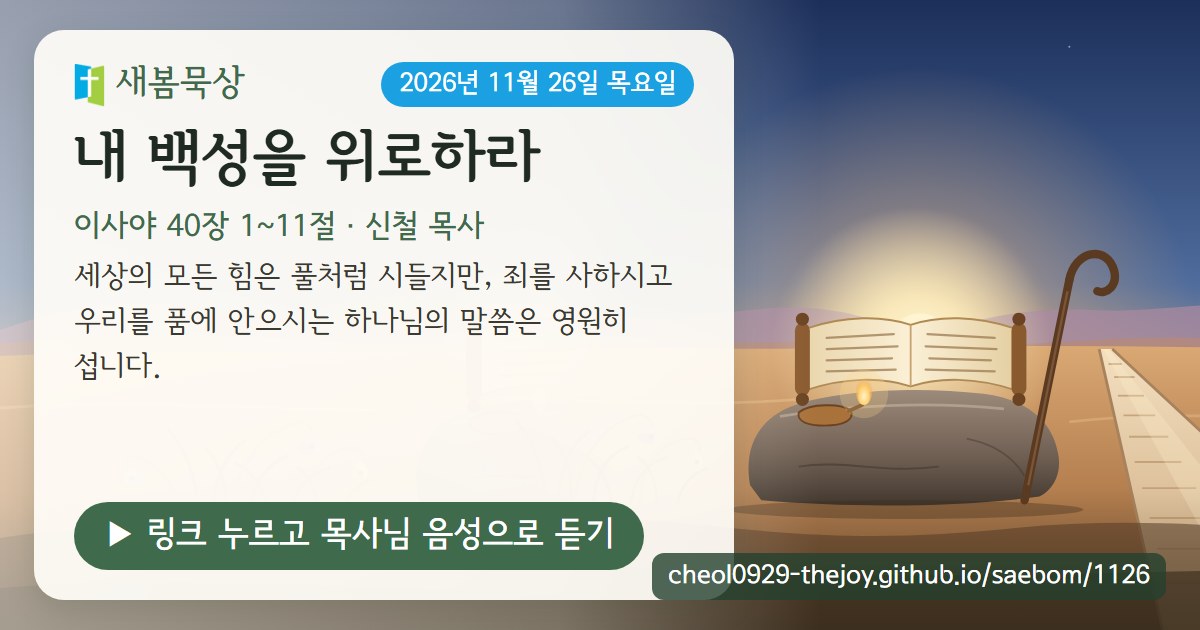 새봄묵상
2026년 11월 26일 목요일
내 백성을 위로하라
이사야 40장 1~11절 · 신철 목사
세상의 모든 힘은 풀처럼 시들지만, 죄를 사하시고
우리를 품에 안으시는 하나님의 말씀은 영원히
섭니다.
▶ 링크 누르고 목사님 음성으로 듣기
cheol0929-thejoy.github.io/saebom/1126